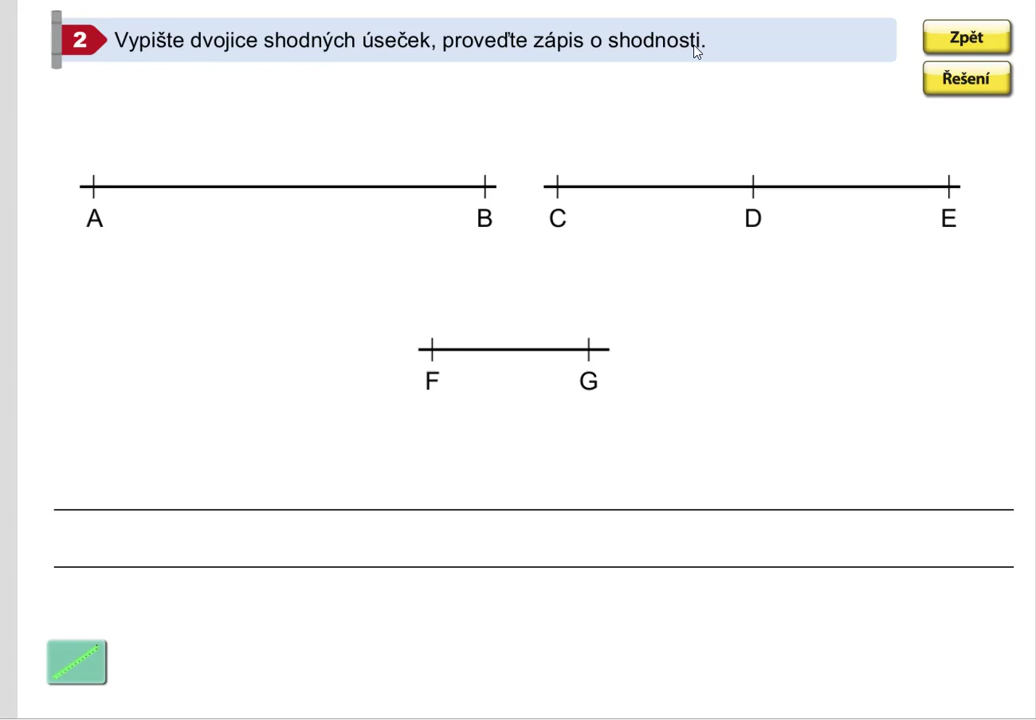 2 Vypište dvojice shodných úseček, proveďte zápis o shodnosti.
Zpět
Řešení
A B C D E
F G